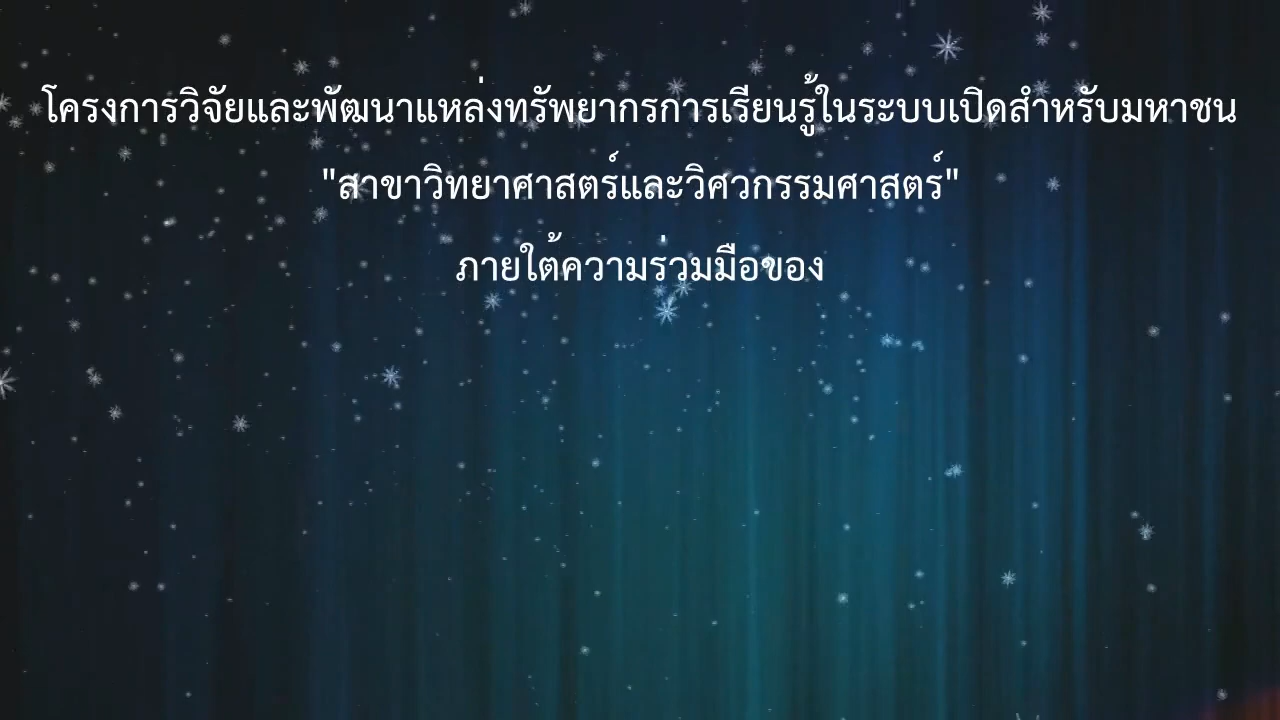 โครงการวิจัยและพัฒนาแหล่งทรัพยากรการเรียนรู้ในระบบเปิดสำหรับมหาชน
"สาขาวิทยาศาสตร์และวิศวกรรมศาสตร์"
ภายใต้ความร่วมมือของ